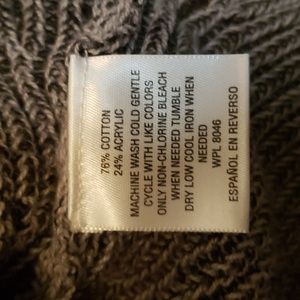 76% COTTON
24% ACRYLIC
MACHINE WASH COLD GENTLE
CYCLE WITH LIKE COLORS
ONLY NON-CHLORINE BLEACH
WHEN NEEDED TUMBLE
DRY LOW COOL IRON WHEN
NEEDED
WPL 8046
ESPAÑOL EN REVERSO